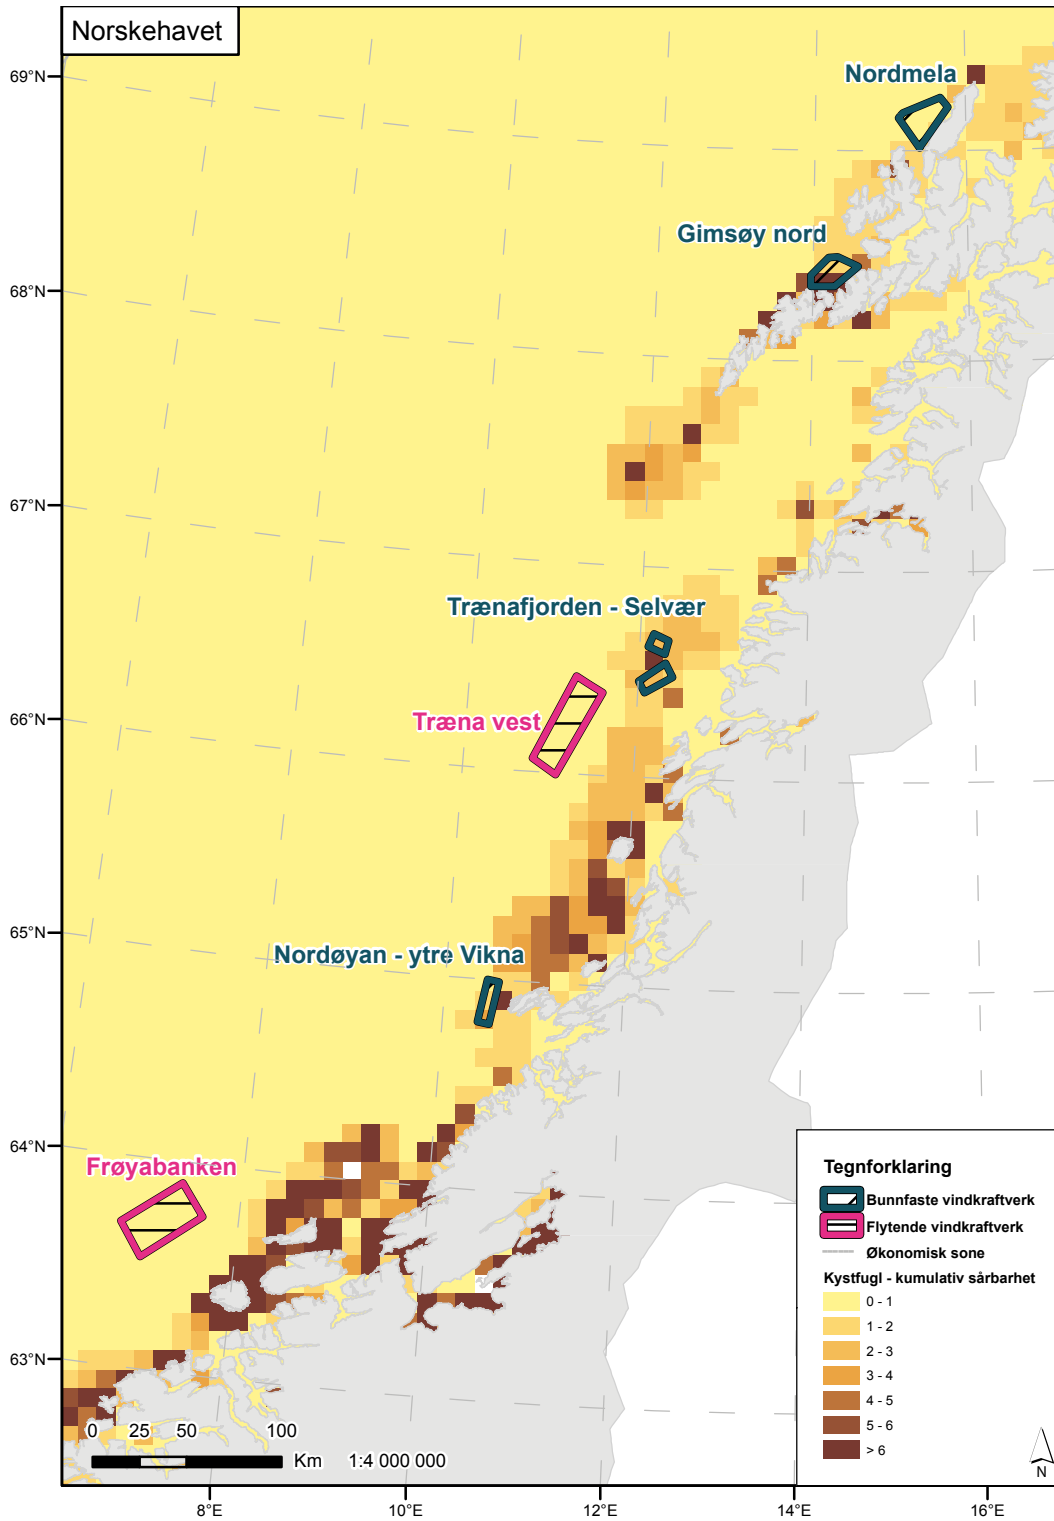 Norskehavet
69°N
68°N
67°N
66°N
65°N
64°N
63°N
Nordmela
Gimsøy nord
Trænafjorden - Selvær
Træna vest
Nordøyan - ytre Vikna
Frøyabanken
Tegnforklaring
Bunnfaste vindkraftverk
Flytende vindkraftverk
Økonomisk sone
Kystfugl - kumulativ sårbarhet
0 - 1
1 - 2
2 - 3
3 - 4
4 - 5
5 - 6
> 6
N
0 25 50 100
Km 1:4 000 000
8°E 10°E 12°E 14°E 16°E